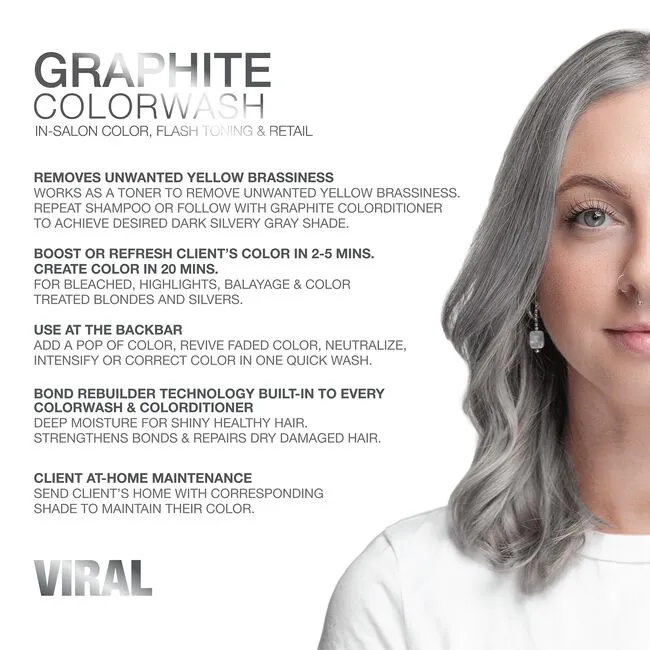 GRAPHITE
COLORWASH
IN-SALON COLOR, FLASH TONING & RETAIL
REMOVES UNWANTED YELLOW BRASSINESS
WORKS AS A TONER TO REMOVE UNWANTED YELLOW BRASSINESS.
REPEAT SHAMPOO OR FOLLOW WITH GRAPHITE COLORDITIONER
TO ACHIEVE DESIRED DARK SILVERY GRAY SHADE.
BOOST OR REFRESH CLIENT'S COLOR IN 2-5 MINS.
CREATE COLOR IN 20 MINS.
FOR BLEACHED, HIGHLIGHTS, BALAYAGE & COLOR
TREATED BLONDES AND SILVERS.
USE AT THE BACKBAR
ADD A POP OF COLOR, REVIVE FADED COLOR, NEUTRALIZE,
INTENSIFY OR CORRECT COLOR IN ONE QUICK WASH.
BOND REBUILDER TECHNOLOGY BUILT-IN TO EVERY
COLORWASH & COLORDITIONER
DEEP MOISTURE FOR SHINY HEALTHY HAIR.
STRENGTHENS BONDS & REPAIRS DRY DAMAGED HAIR.
CLIENT AT-HOME MAINTENANCE
SEND CLIENT'S HOME WITH CORRESPONDING
SHADE TO MAINTAIN THEIR COLOR.
VIRAL